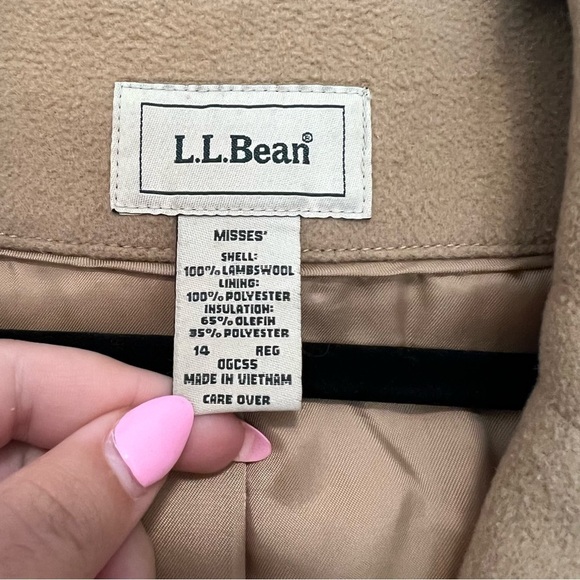 L.L.Bean®
MISSES'
SHELL:
100% LAMBSWOOL
LINING:
100% POLYESTER
INSULATION:
65% OLEFIN
35% POLYESTER
14 REG
0GCS5
MADE IN VIETNAM
CARE OVER